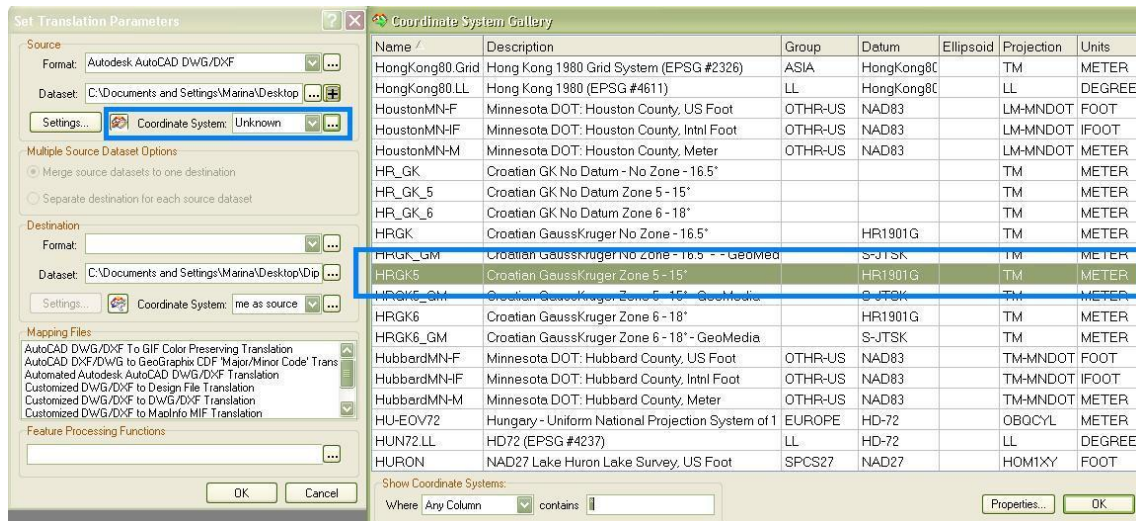 Set Translation Parameters
Source
Format: Autodesk AutoCAD DWG/DXF ...
Dataset: C:\Documents and Settings\Marina\Desktop ...
Settings... Coordinate System: Unknown ...
Multiple Source Dataset Options
Merge source datasets to one destination
Separate destination for each source dataset
Destination
Format: ...
Dataset: C:\Documents and Settings\Marina\Desktop\Dip ...
Settings... Coordinate System: me as source ...
Mapping Files
AutoCAD DWG/DXF To GIF Color Preserving Translation
AutoCAD DXF/DWG to GeoGraphix CDF 'Major/Minor Code' Trans
Automated Autodesk AutoCAD DWG/DXF Translation
Customized DWG/DXF to Design File Translation
Customized DWG/DXF to DWG/DXF Translation
Customized DWG/DXF to MapInfo MIF Translation
Feature Processing Functions
...
OK Cancel
Coordinate System Gallery
Name Description Group Datum Ellipsoid Projection Units
HongKong80.Grid Hong Kong 1980 Grid System (EPSG #2326) ASIA HongKong80 TM METER
HongKong80.LL Hong Kong 1980 (EPSG #4611) LL HongKong80 LL DEGREE
HoustonMN-F Minnesota DOT: Houston County, US Foot OTHR-US NAD83 LM-MNDOT FOOT
HoustonMN-IF Minnesota DOT: Houston County, Intnl Foot OTHR-US NAD83 LM-MNDOT IFOOT
HoustonMN-M Minnesota DOT: Houston County, Meter OTHR-US NAD83 LM-MNDOT METER
HR_GK Croatian GK No Datum - No Zone - 16.5° TM METER
HR_GK_5 Croatian GK No Datum Zone 5 - 15° TM METER
HR_GK_6 Croatian GK No Datum Zone 6 - 18° TM METER
HRGK Croatian GaussKruger No Zone - 16.5° HR1901G TM METER
HRGK_GM Croatian GaussKruger No Zone - 16.5° - - GeoMed S-JTSK TM METER
HRGK5 Croatian GaussKruger Zone 5 - 15° HR1901G TM METER
HRGK5_GM Croatian GaussKruger Zone 5 - 15° - GeoMedia S-JTSK TM METER
HRGK6 Croatian GaussKruger Zone 6 - 18° HR1901G TM METER
HRGK6_GM Croatian GaussKruger Zone 6 - 18° - GeoMedia S-JTSK TM METER
HubbardMN-F Minnesota DOT: Hubbard County, US Foot OTHR-US NAD83 TM-MNDOT FOOT
HubbardMN-IF Minnesota DOT: Hubbard County, Intnl Foot OTHR-US NAD83 TM-MNDOT IFOOT
HubbardMN-M Minnesota DOT: Hubbard County, Meter OTHR-US NAD83 TM-MNDOT METER
HU-EOV72 Hungary - Uniform National Projection System of 1 EUROPE HD-72 OBQCYL METER
HUN72.LL HD72 (EPSG #4237) LL HD-72 LL DEGREE
HURON NAD27 Lake Huron Lake Survey, US Foot SPCS27 NAD27 HOM1XY FOOT
Show Coordinate Systems:
Where Any Column contains
Properties... OK